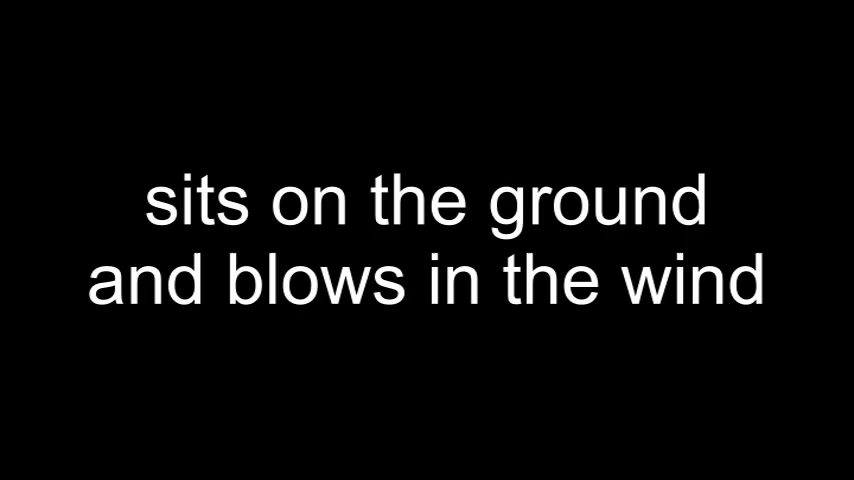 sits on the ground
and blows in the wind